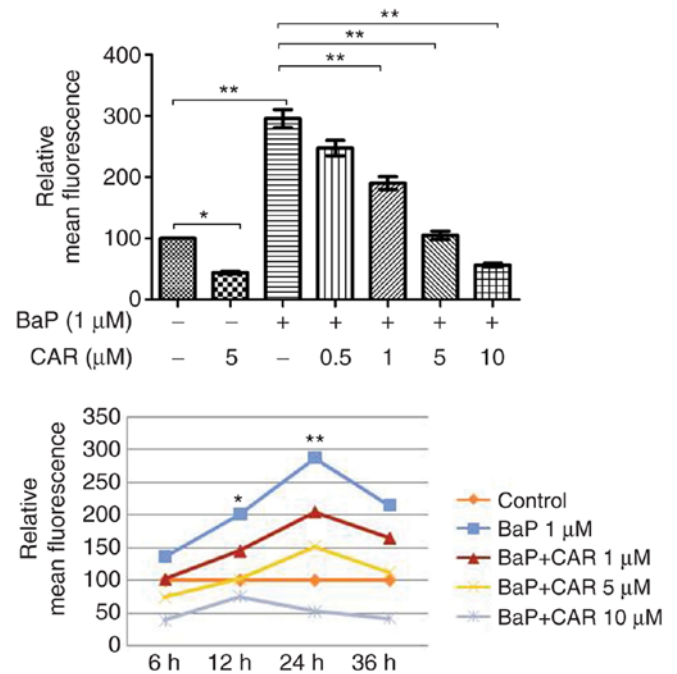 **
**
**
**
*
400
300
200
100
0
Relative
mean fluorescence
BaP (1 μM) – – + + + + +
CAR (μM) – 5 – 0.5 1 5 10
350
300
250
200
150
100
50
0
Relative
mean fluorescence
*
**
6 h 12 h 24 h 36 h
Control
BaP 1 μM
BaP+CAR 1 μM
BaP+CAR 5 μM
BaP+CAR 10 μM